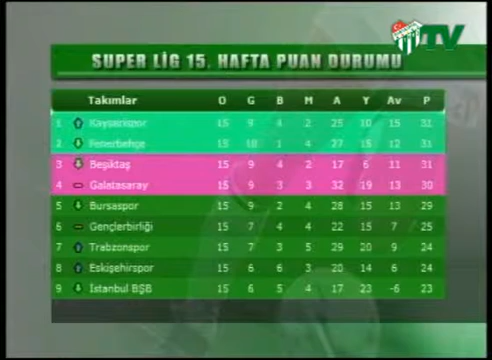 TV
SUPER LİG 15. HAFTA PUAN DURUMU
Takımlar O G B M A Y Av P
1 Kayserispor 15 9 4 2 25 10 15 31
2 Fenerbahçe 15 10 1 4 27 15 12 31
3 Beşiktaş 15 9 4 2 17 6 11 31
4 Galatasaray 15 9 3 3 32 19 13 30
5 Bursaspor 15 9 2 4 28 15 13 29
6 Gençlerbirliği 15 7 4 4 22 15 7 25
7 Trabzonspor 15 7 3 5 29 20 9 24
8 Eskişehirspor 15 6 6 3 20 14 6 24
9 İstanbul BŞB 15 6 5 4 17 23 -6 23